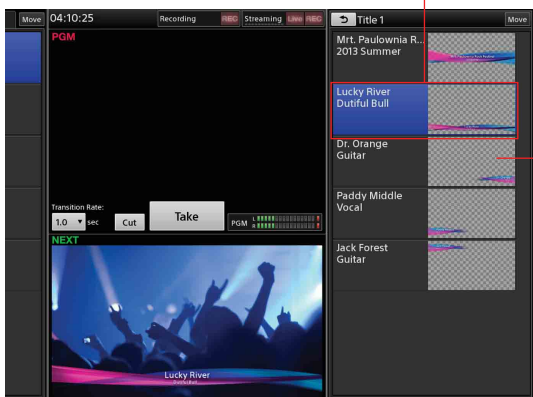 Move
04:10:25
Recording
REC
Streaming
Live
REC
Title 1
Move
PGM
Transition Rate:
1.0 ▼ sec
Cut
Take
PGM
L
R
NEXT
Lucky River
Dutiful Bull
Mrt. Paulownia R...
2013 Summer
Lucky River
Dutiful Bull
Dr. Orange
Guitar
Paddy Middle
Vocal
Jack Forest
Guitar